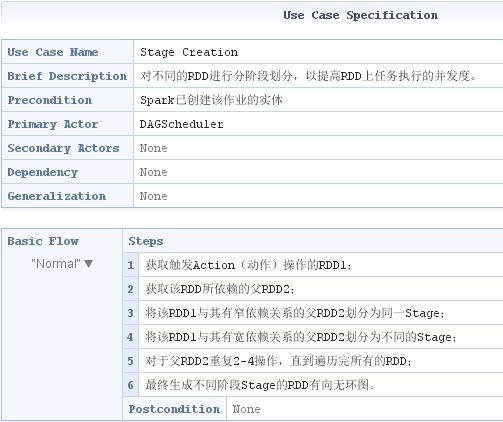 Use Case Specification
Use Case Name Stage Creation
Brief Description 对不同的RDD进行分阶段划分，以提高RDD上任务执行的并发度。
Precondition Spark已创建该作业的实体
Primary Actor DAGScheduler
Secondary Actors None
Dependency None
Generalization None
Basic Flow Steps
"Normal" ▼
1 获取触发Action（动作）操作的RDD1；
2 获取该RDD所依赖的父RDD2；
3 将该RDD1与其有窄依赖关系的父RDD2划分为同一Stage；
4 将该RDD1与其有宽依赖关系的父RDD2划分为不同的Stage；
5 对于父RDD2重复2-4操作，直到遍历完所有的RDD；
6 最终生成不同阶段Stage的RDD有向无环图。
Postcondition None